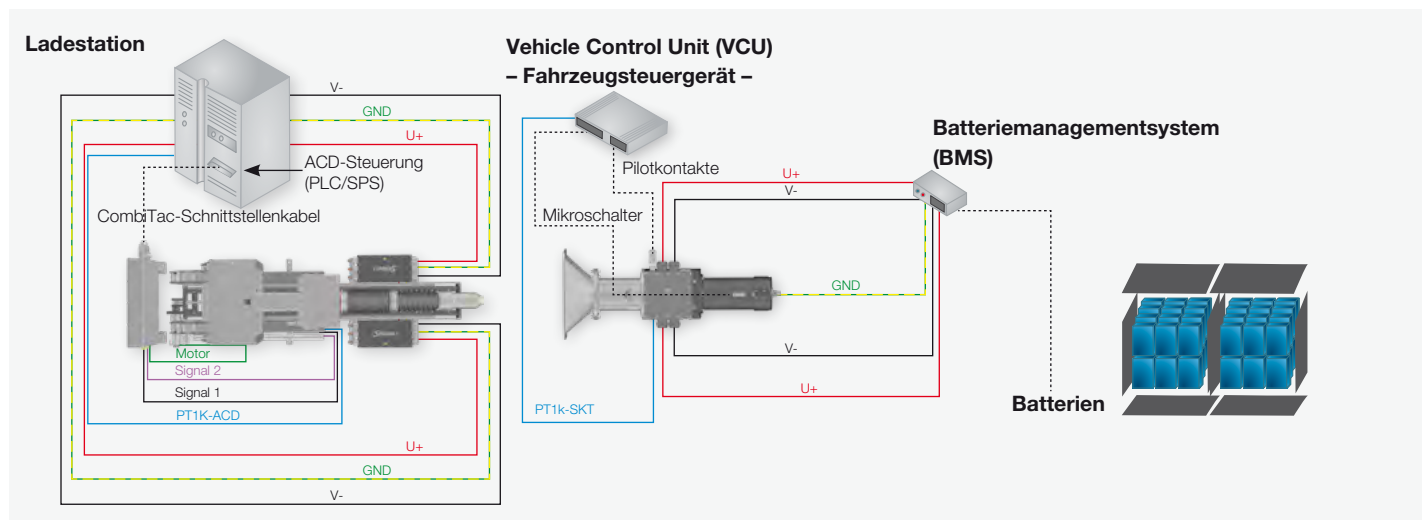 Ladestation
V-
GND
U+
ACD-Steuerung
(PLC/SPS)
CombiTac-Schnittstellenkabel
Motor
Signal 2
Signal 1
PT1K-ACD
U+
GND
V-
Vehicle Control Unit (VCU)
– Fahrzeugsteuergerät –
Pilotkontakte
Mikroschalter
U+
V-
GND
V-
U+
PT1k-SKT
Batteriemanagementsystem
(BMS)
Batterien